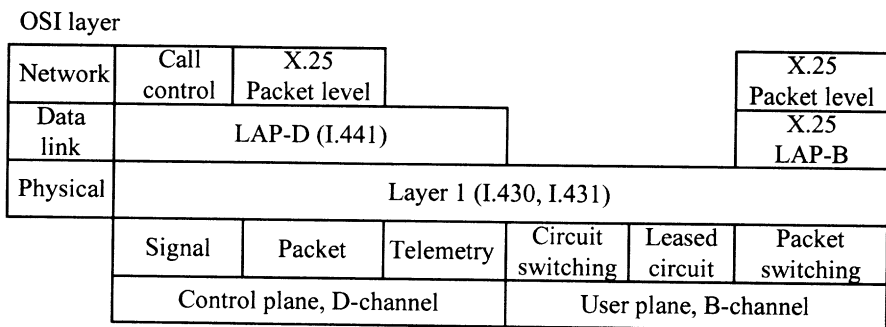 OSI layer
Network
Call
control
X.25
Packet level
X.25
Packet level
Data
link
LAP-D (I.441)
X.25
LAP-B
Physical
Layer 1 (I.430, I.431)
Signal
Packet
Telemetry
Circuit
switching
Leased
circuit
Packet
switching
Control plane, D-channel
User plane, B-channel